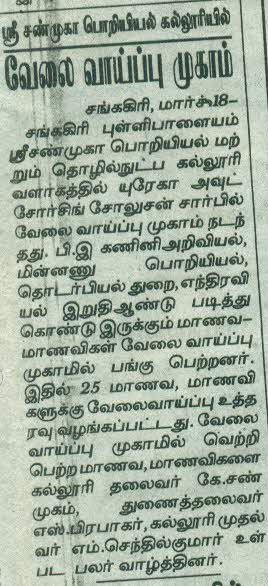 ஸ்ரீ சண்முகா பொறியியல் கல்லூரியில்
வேலை வாய்ப்பு முகாம்
சங்ககிரி, மார்ச்18-
சங்ககிரி புள்ளிபாளையம்
ஸ்ரீசண்முகா பொறியியல் மற்
றும் தொழில்நுட்ப கல்லூரி
வளாகத்தில் யுரேகா அவுட்
சோர்சிங் சோலுசன் சார்பில்
வேலை வாய்ப்பு முகாம் நடந்
தது. பி.இ கணினிஅறிவியல்,
மின்னணு பொறியியல்,
தொடர்பியல் துறை,எந்திரவி
யல் இறுதிஆண்டு படித்து
கொண்டு இருக்கும் மாணவ-
மாணவிகள் வேலை வாய்ப்பு
முகாமில் பங்கு பெற்றனர்.
இதில் 25 மாணவ, மாணவி
களுக்கு வேலைவாய்ப்பு உத்த
ரவு வழங்கப்பட்டது. வேலை
வாய்ப்பு முகாமில் வெற்றி
பெற்ற மாணவ,மாணவிகளை
கல்லூரி தலைவர் கே.சண்
முகம், துணைத்தலைவர்
எஸ்.பிரபாகர், கல்லூரி முதல்
வர் எம்.செந்தில்குமார் உள்
பட பலர் வாழ்த்தினர்.